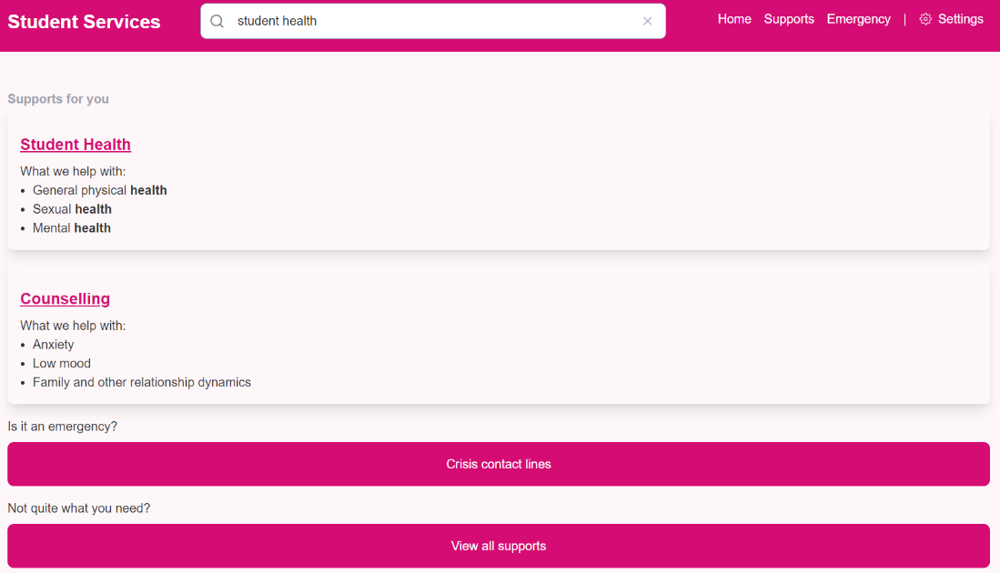 Student Services
student health
Home Supports Emergency | Settings
Supports for you
Student Health
What we help with:
• General physical health
• Sexual health
• Mental health
Counselling
What we help with:
• Anxiety
• Low mood
• Family and other relationship dynamics
Is it an emergency?
Crisis contact lines
Not quite what you need?
View all supports